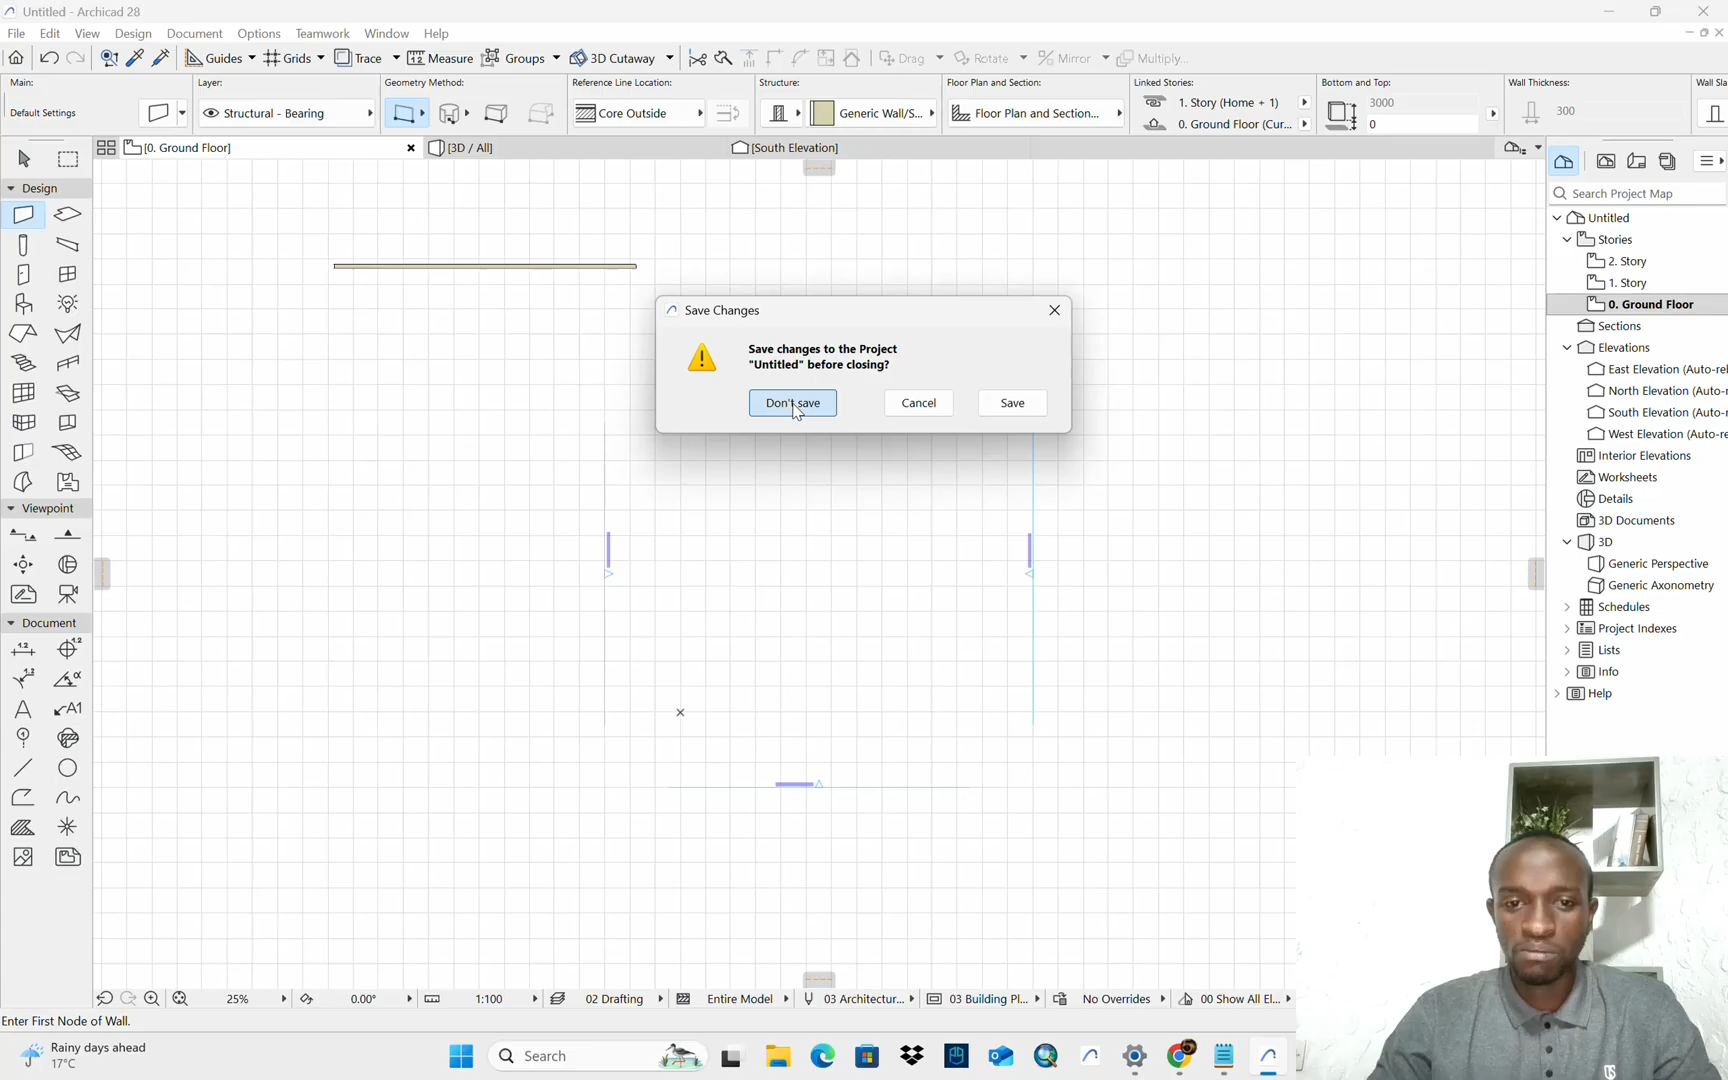 Untitled - Archicad 28
File Edit View Design Document Options Teamwork Window Help
Guides Grids Trace Measure Groups 3D Cutaway Drag Rotate Mirror Multiply...
Main: Layer: Geometry Method: Reference Line Location: Structure: Floor Plan and Section: Linked Stories: Bottom and Top: Wall Thickness: Wall Sla
Default Settings Structural - Bearing Core Outside Generic Wall/S... Floor Plan and Section... 1. Story (Home + 1) 3000 300
0. Ground Floor (Cur... 0
[0. Ground Floor] [3D / All] [South Elevation]
Design
Viewpoint
Document
Save Changes
Save changes to the Project
"Untitled" before closing?
Don't save Cancel Save
Search Project Map
Untitled
Stories
2. Story
1. Story
0. Ground Floor
Sections
Elevations
East Elevation (Auto-rel
North Elevation (Auto-r
South Elevation (Auto-r
West Elevation (Auto-re
Interior Elevations
Worksheets
Details
3D Documents
3D
Generic Perspective
Generic Axonometry
Schedules
Project Indexes
Lists
Info
Help
25% 0.00° 1:100 02 Drafting Entire Model 03 Architectur... 03 Building Pl... No Overrides 00 Show All El...
Enter First Node of Wall.
Rainy days ahead
17°C
Search